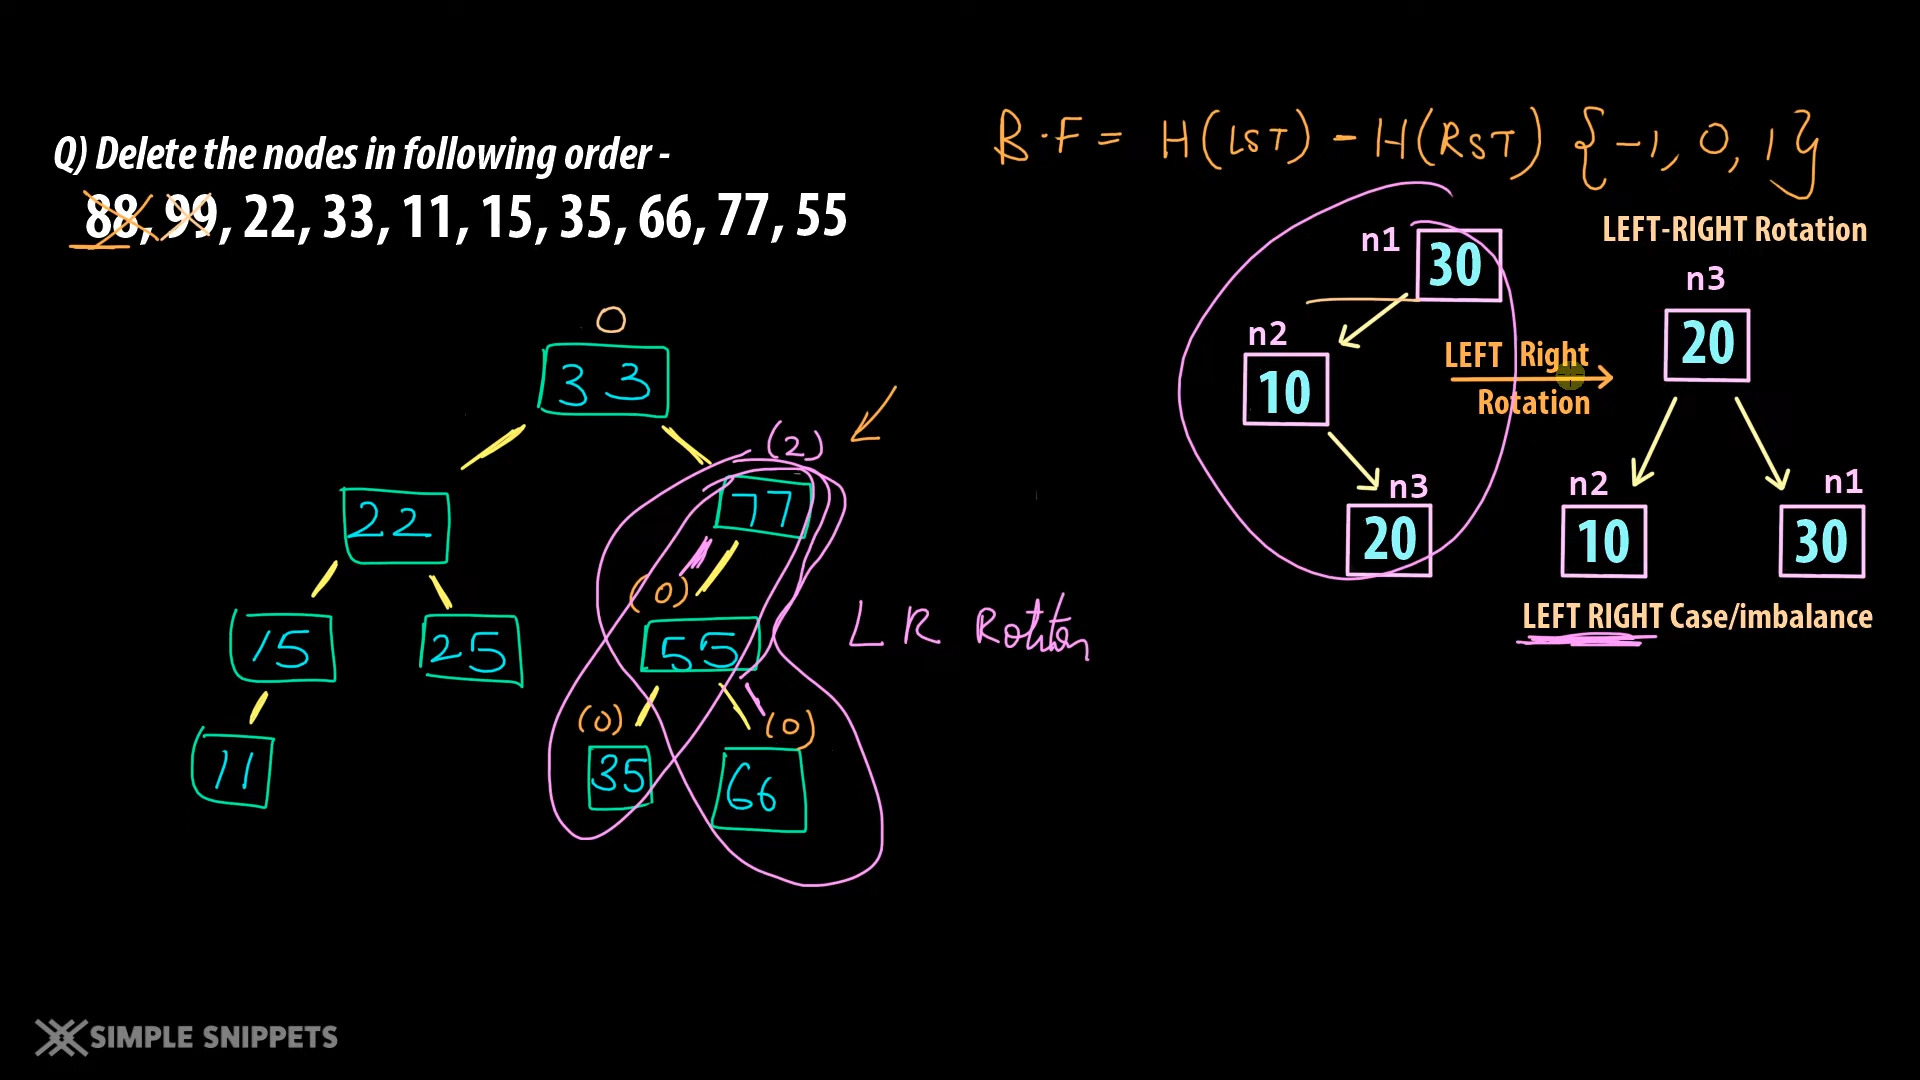 Q) Delete the nodes in following order -
88, 99, 22, 33, 11, 15, 35, 66, 77, 55
B.F = H(LST) - H(RST) {-1, 0, 1}
LEFT-RIGHT Rotation
n1
30
n2
10
n3
20
LEFT Right
Rotation
n3
20
n2
10
n1
30
LEFT RIGHT Case/imbalance
0
33
(2)
22
77
(0)
15
25
55
LR Rotation
(0)
(0)
11
35
66
SIMPLE SNIPPETS